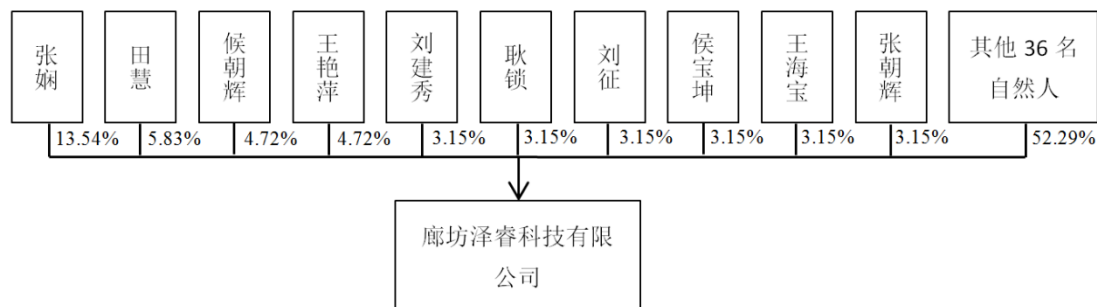 张娴
田慧
候朝辉
王艳萍
刘建秀
耿锁
刘征
侯宝坤
王海宝
张朝辉
其他 36 名
自然人
13.54%
5.83%
4.72%
4.72%
3.15%
3.15%
3.15%
3.15%
3.15%
3.15%
52.29%
廊坊泽睿科技有限
公司